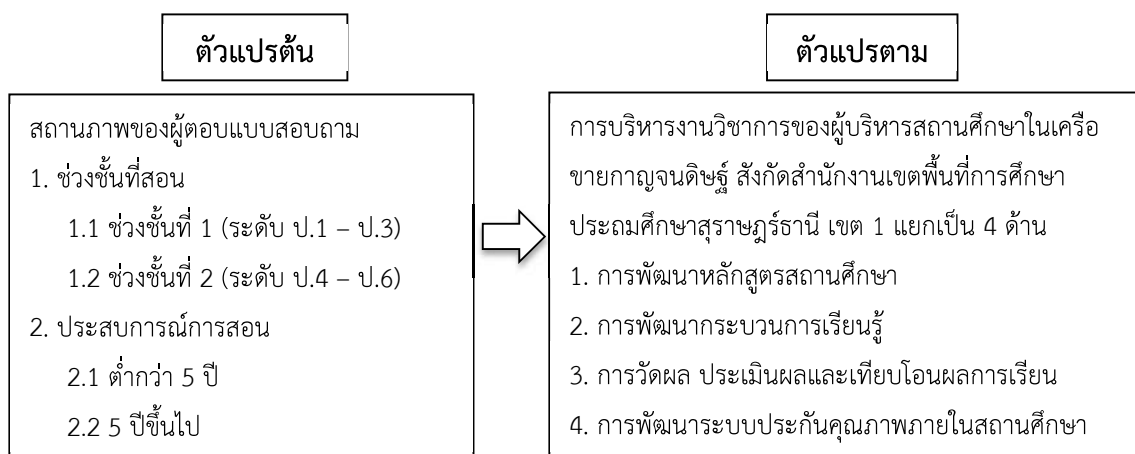 ตัวแปรต้น
สถานภาพของผู้ตอบแบบสอบถาม
1. ช่วงชั้นที่สอน
1.1 ช่วงชั้นที่ 1 (ระดับ ป.1 – ป.3)
1.2 ช่วงชั้นที่ 2 (ระดับ ป.4 – ป.6)
2. ประสบการณ์การสอน
2.1 ต่ำกว่า 5 ปี
2.2 5 ปีขึ้นไป
ตัวแปรตาม
การบริหารงานวิชาการของผู้บริหารสถานศึกษาในเครือ
ขายกาญจนดิษฐ์ สังกัดสำนักงานเขตพื้นที่การศึกษา
ประถมศึกษาสุราษฎร์ธานี เขต 1 แยกเป็น 4 ด้าน
1. การพัฒนาหลักสูตรสถานศึกษา
2. การพัฒนากระบวนการเรียนรู้
3. การวัดผล ประเมินผลและเทียบโอนผลการเรียน
4. การพัฒนาระบบประกันคุณภาพภายในสถานศึกษา